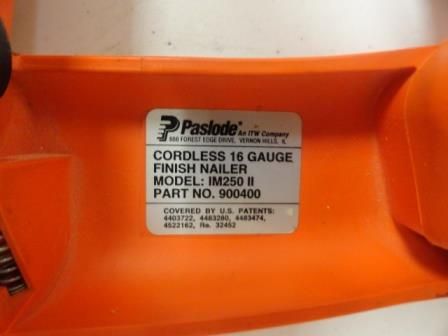 Paslode® An ITW Company
888 FOREST EDGE DRIVE, VERNON HILLS, IL
CORDLESS 16 GAUGE
FINISH NAILER
MODEL: IM250 II
PART NO. 900400
COVERED BY U.S. PATENTS:
4403722, 4483280, 4483474,
4522162, Re. 32452